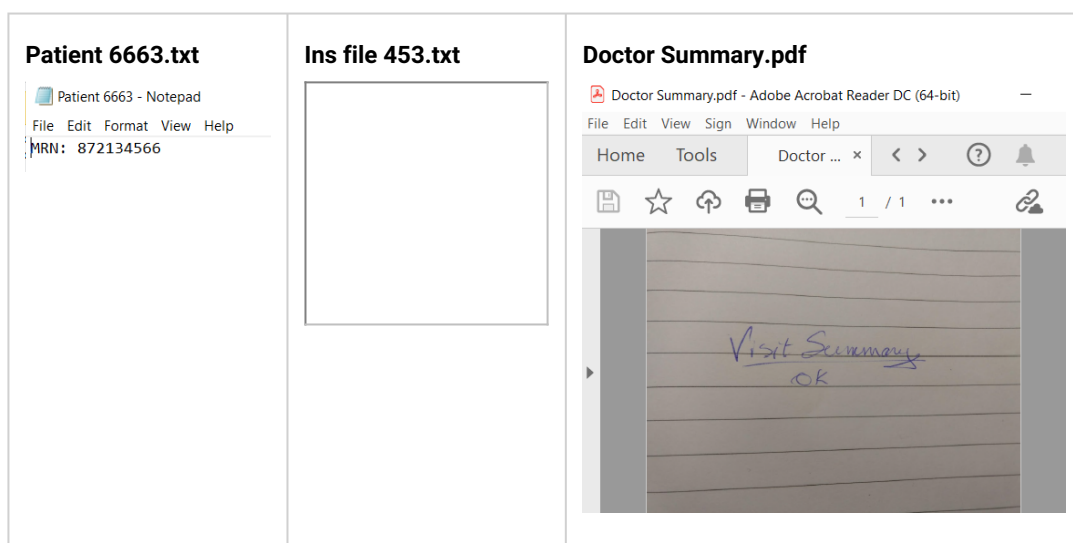 Patient 6663.txt
Patient 6663 - Notepad
File Edit Format View Help
MRN: 872134566
Ins file 453.txt
Doctor Summary.pdf
Doctor Summary.pdf - Adobe Acrobat Reader DC (64-bit)
File Edit View Sign Window Help
Home Tools Doctor ... ×
?
1 / 1 •••
Visit Summary
OK